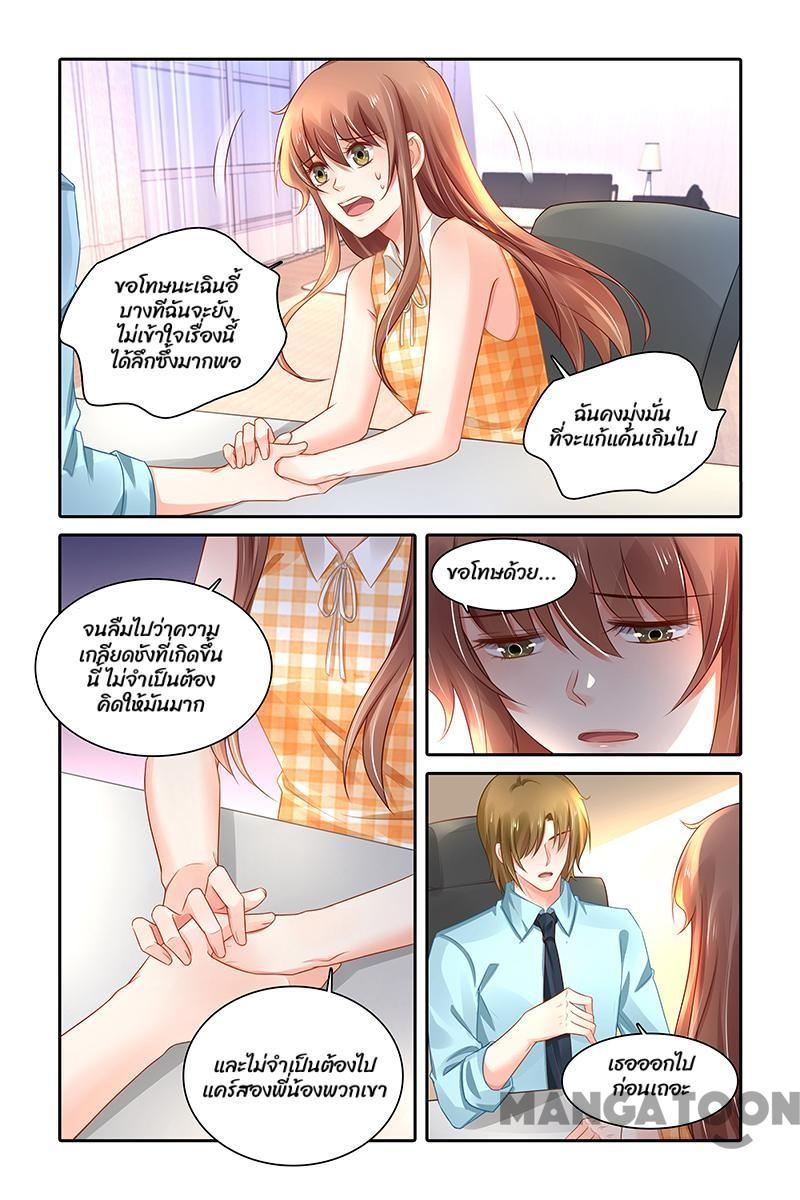 ขอโทษนะเฉินอี้
บางทีฉันจะยัง
ไม่เข้าใจเรื่องนี้
ได้ลึกซึ้งมากพอ
ฉันคงมุ่งมั่น
ที่จะแก้แค้นเกินไป
จนลืมไปว่าความ
เกลียดชังที่เกิดขึ้น
นี้ ไม่จำเป็นต้อง
คิดให้มันมาก
ขอโทษด้วย...
และไม่จำเป็นต้องไป
แคร์สองพี่น้องพวกเขา
เธอออกไป
ก่อนเถอะ
MANGATOON